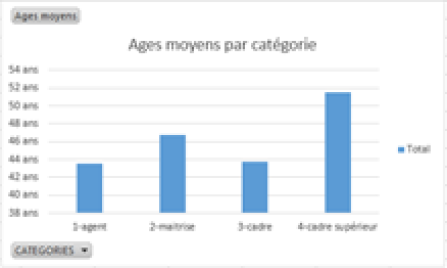 Ages moyens
Ages moyens par catégorie
54 ans
52 ans
50 ans
48 ans
46 ans
44 ans
42 ans
40 ans
38 ans
1-agent 2-maitrise 3-cadre 4-cadre supérieur
Total
CATEGORIES